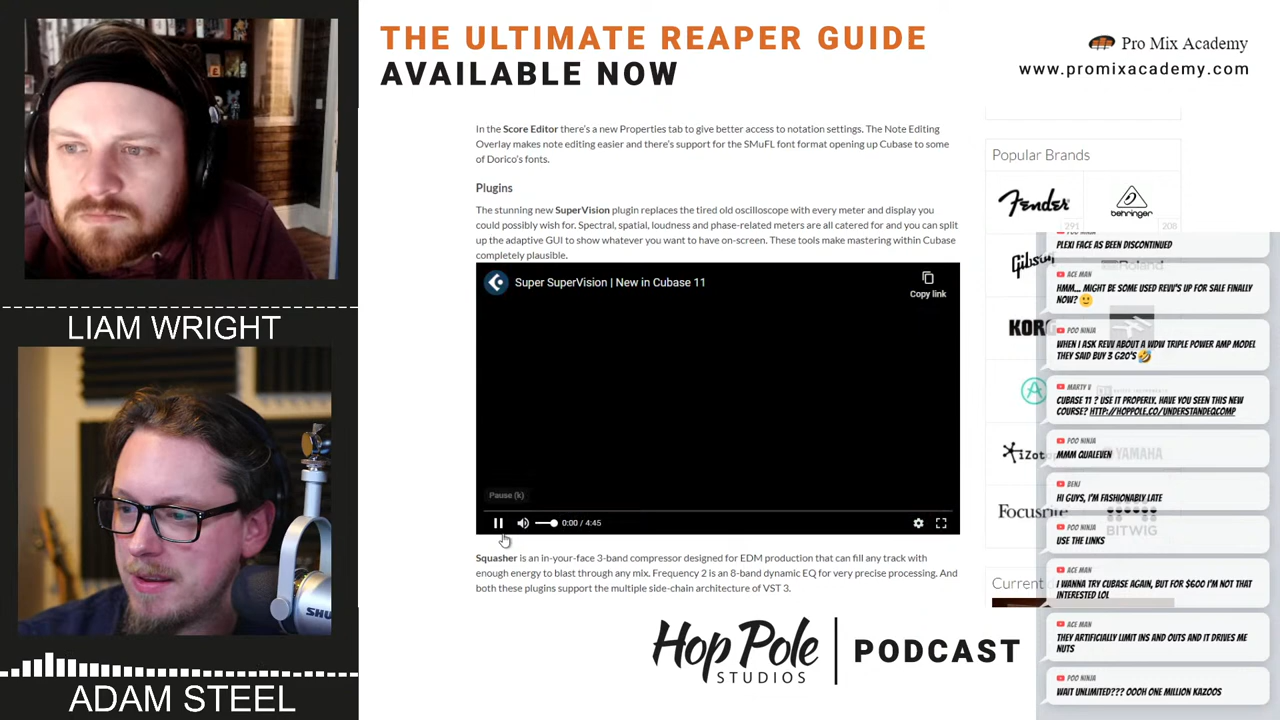 THE ULTIMATE REAPER GUIDE
AVAILABLE NOW
Pro Mix Academy
www.promixacademy.com
LIAM WRIGHT
ADAM STEEL
SHU
In the Score Editor there's a new Properties tab to give better access to notation settings. The Note Editing
Overlay makes note editing easier and there's support for the SMuFL font format opening up Cubase to some
of Dorico's fonts.
Plugins
The stunning new SuperVision plugin replaces the tired old oscilloscope with every meter and display you
could possibly wish for. Spectral, spatial, loudness and phase-related meters are all catered for and you can split
up the adaptive GUI to show whatever you want to have on-screen. These tools make mastering within Cubase
completely plausible.
Super SuperVision | New in Cubase 11
Copy link
Pause (k)
0:00 / 4:45
Squasher is an in-your-face 3-band compressor designed for EDM production that can fill any track with
enough energy to blast through any mix. Frequency 2 is an 8-band dynamic EQ for very precise processing. And
both these plugins support the multiple side-chain architecture of VST 3.
Popular Brands
Fender
291
behringer
208
Gibson
Roland
KORG
iZotope
YAMAHA
Focusrite
BITWIG
Current
POO NINJA
PLEXI FACE AS BEEN DISCONTINUED
ACE MAN
HMM... MIGHT BE SOME USED REVV'S UP FOR SALE FINALLY
NOW? 🙂
POO NINJA
WHEN I ASK REVV ABOUT A WDW TRIPLE POWER AMP MODEL
THEY SAID BUY 3 G20'S 🤣
MARTY B
CUBASE 11 ? USE IT PROPERLY. HAVE YOU SEEN THIS NEW
COURSE? HTTP://HOPPOLE.CO/UNDERSTANDEQCOMP
POO NINJA
MMM QUALEVEN
BENJ
HI GUYS, I'M FASHIONABLY LATE
POO NINJA
USE THE LINKS
ACE MAN
I WANNA TRY CUBASE AGAIN, BUT FOR $600 I'M NOT THAT
INTERESTED LOL
ACE MAN
THEY ARTIFICIALLY LIMIT INS AND OUTS AND IT DRIVES ME
NUTS
POO NINJA
WAIT UNLIMITED??? OOOH ONE MILLION KAZOOS
Hop Pole
STUDIOS
PODCAST